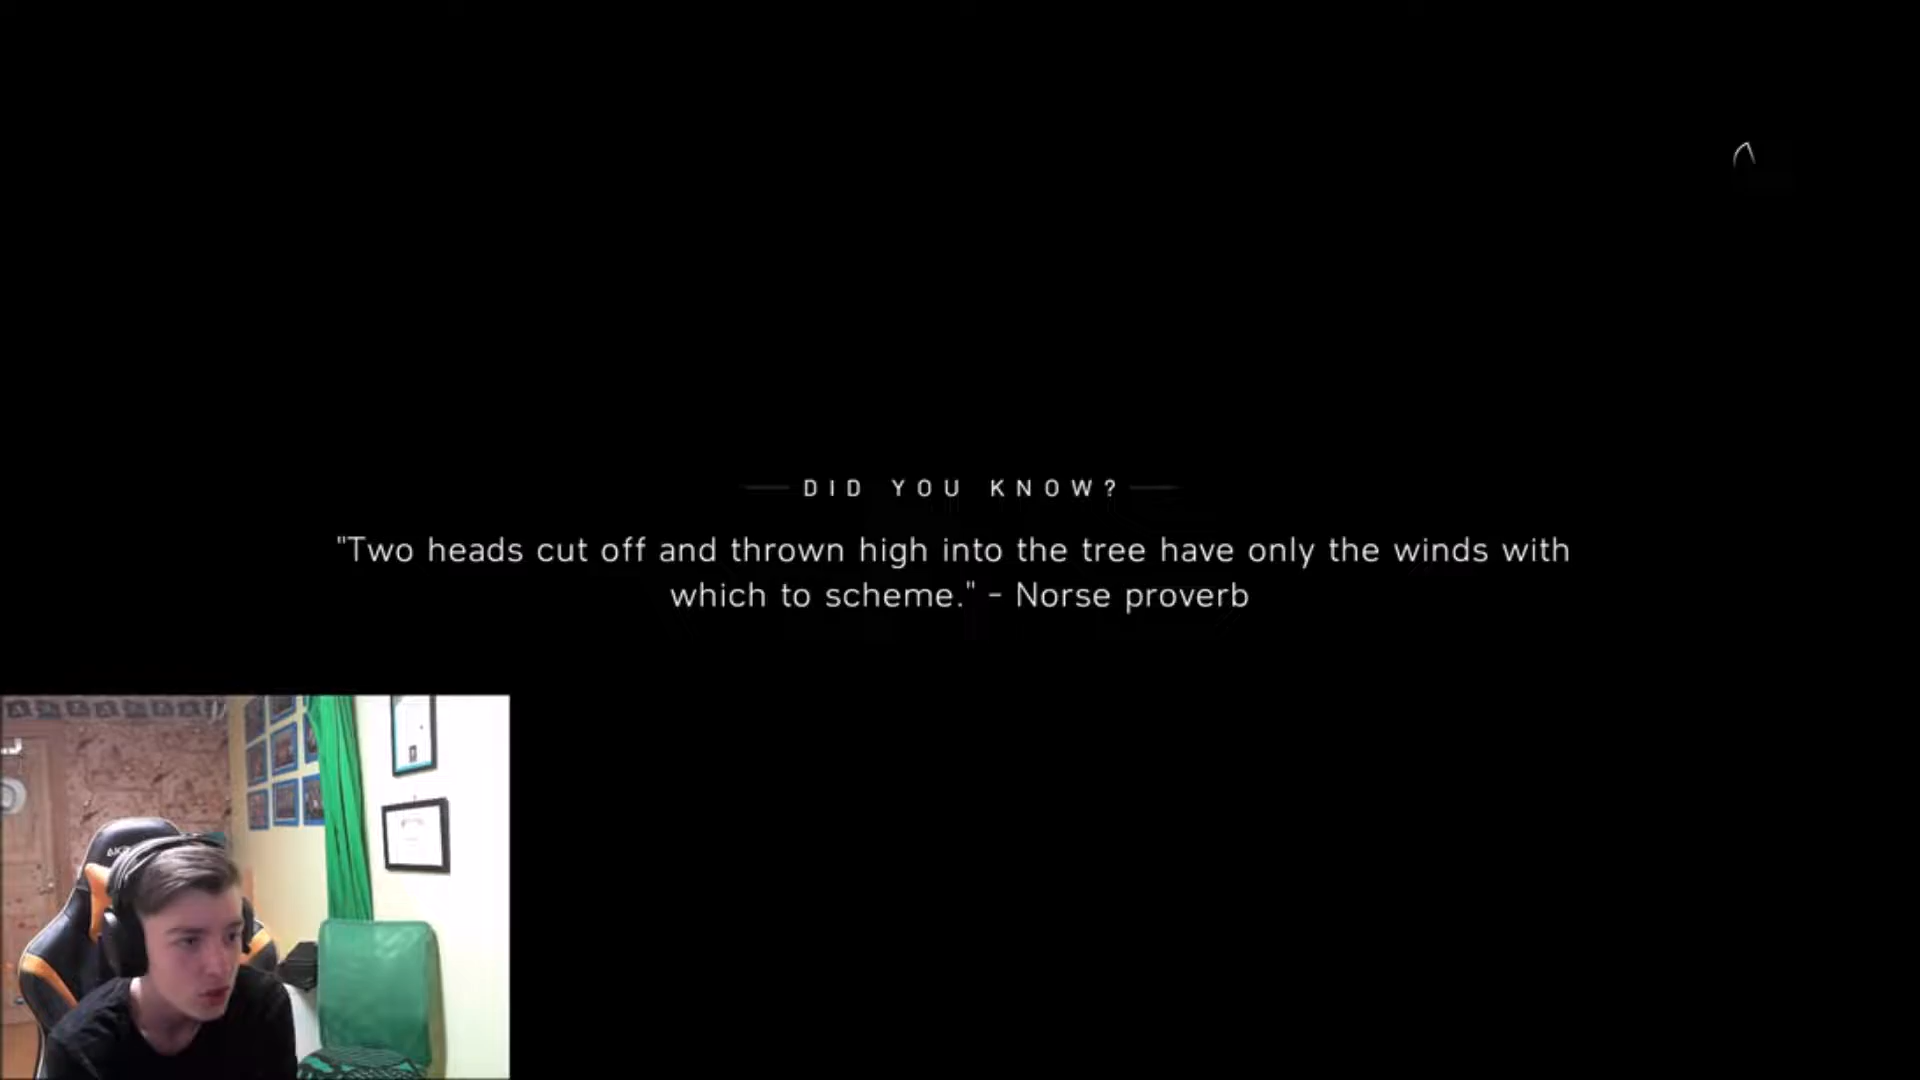 DID YOU KNOW?
"Two heads cut off and thrown high into the tree have only the winds with
which to scheme." - Norse proverb